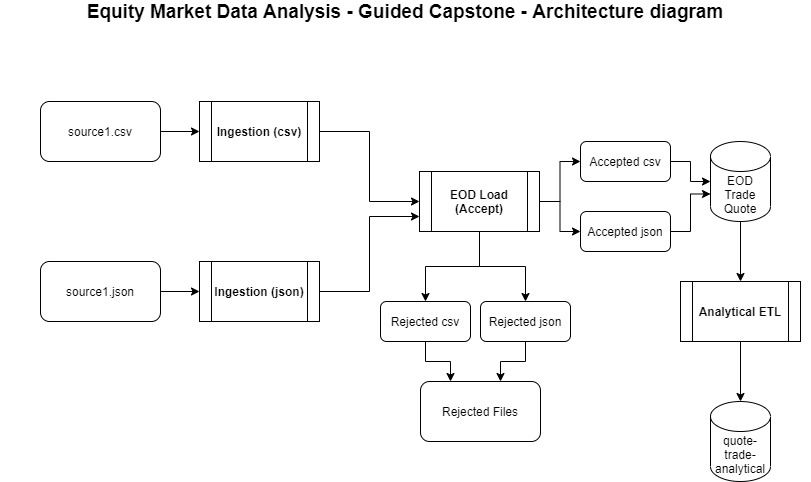 Equity Market Data Analysis - Guided Capstone - Architecture diagram
source1.csv
Ingestion (csv)
source1.json
Ingestion (json)
EOD Load
(Accept)
Accepted csv
Accepted json
EOD
Trade
Quote
Rejected csv
Rejected json
Rejected Files
Analytical ETL
quote-
trade-
analytical